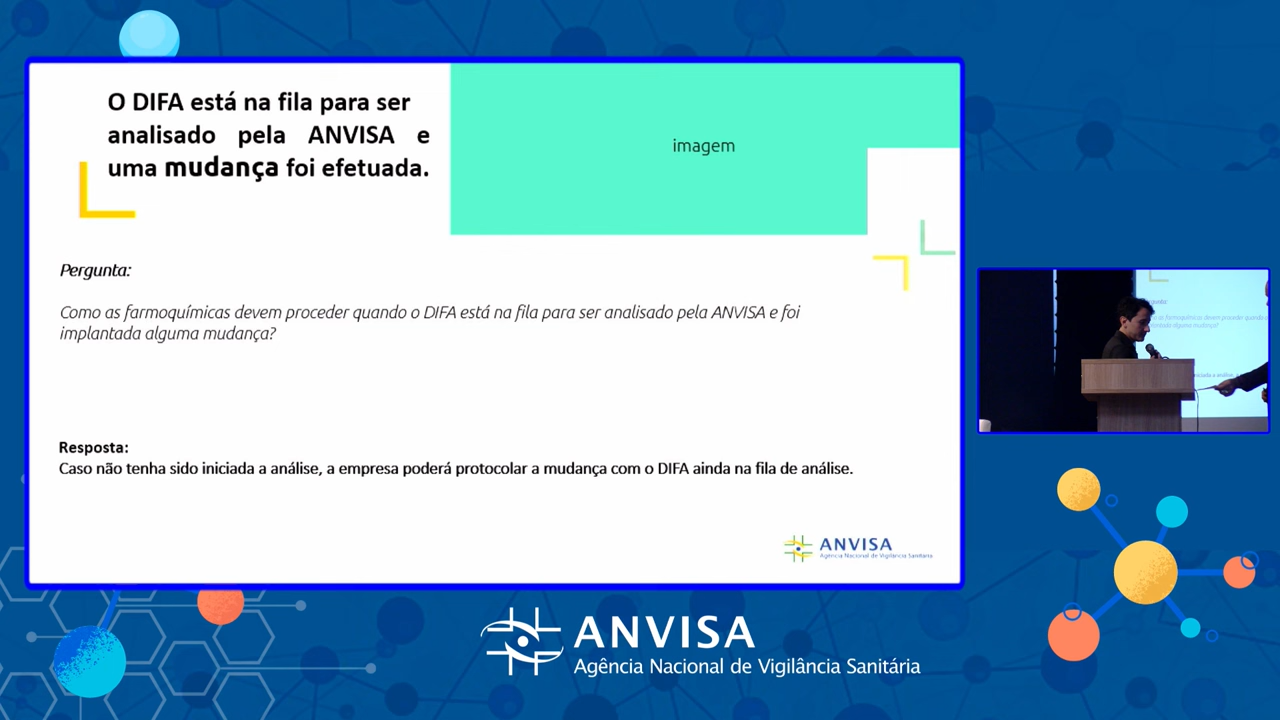 O DIFA está na fila para ser
analisado pela ANVISA e
uma mudança foi efetuada.
imagem
Pergunta:
Como as farmoquímicas devem proceder quando o DIFA está na fila para ser analisado pela ANVISA e foi
implantada alguma mudança?
Resposta:
Caso não tenha sido iniciada a análise, a empresa poderá protocolar a mudança com o DIFA ainda na fila de análise.
ANVISA
Agência Nacional de Vigilância Sanitária
ANVISA
Agência Nacional de Vigilância Sanitária